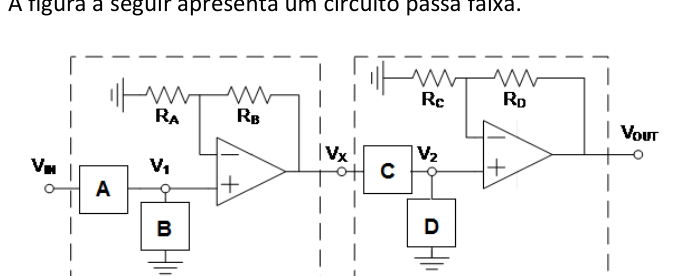 A figura a seguir apresenta um circuito passa faixa.
RA
RB
RC
RD
VIN
A
V1
B
VX
C
V2
D
VOUT